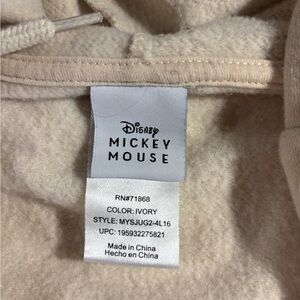 Disney
MICKEY
MOUSE
RN#71868
COLOR: IVORY
STYLE: MYSJUG2-4L16
UPC: 195932275821
Made in China
Hecho en China